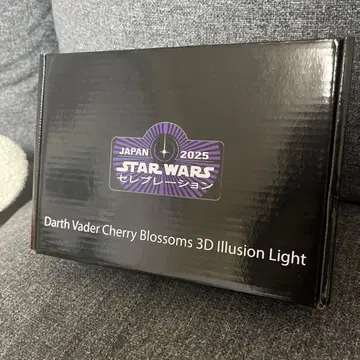 JAPAN 2025
STAR WARS
セレブレーション
Darth Vader Cherry Blossoms 3D Illusion Light